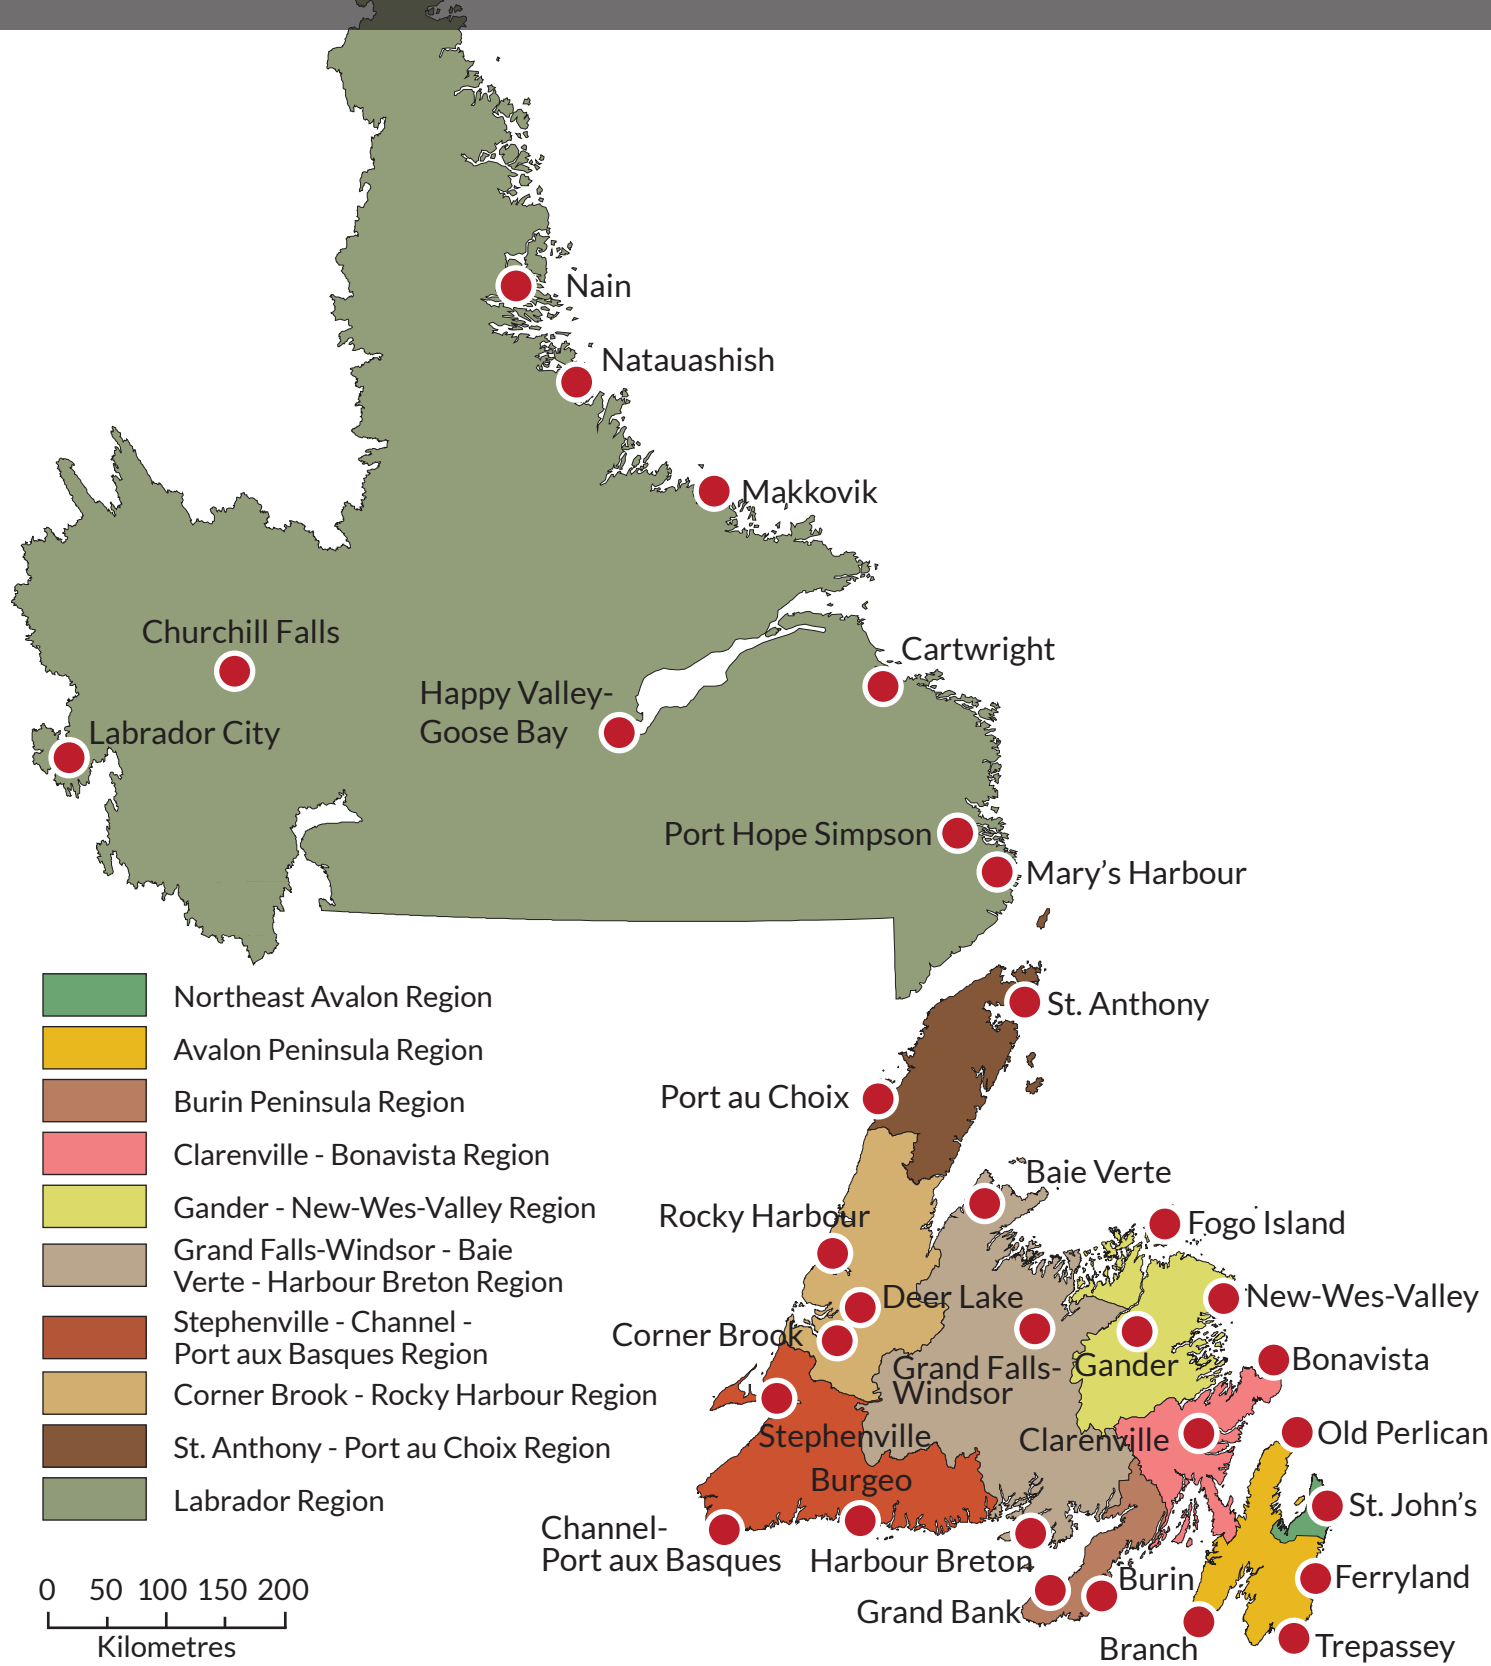 Nain
Natauashish
Makkovik
Churchill Falls
Cartwright
Happy Valley-
Goose Bay
Labrador City
Port Hope Simpson
Mary's Harbour
Northeast Avalon Region
Avalon Peninsula Region
Burin Peninsula Region
Clarenville - Bonavista Region
Gander - New-Wes-Valley Region
Grand Falls-Windsor - Baie
Verte - Harbour Breton Region
Stephenville - Channel -
Port aux Basques Region
Corner Brook - Rocky Harbour Region
St. Anthony - Port au Choix Region
Labrador Region
0 50 100 150 200
Kilometres
St. Anthony
Port au Choix
Baie Verte
Rocky Harbour
Fogo Island
Deer Lake
New-Wes-Valley
Corner Brook
Grand Falls-
Windsor
Gander
Bonavista
Stephenville
Clarenville
Old Perlican
Burgeo
St. John's
Channel-
Port aux Basques
Harbour Breton
Burin
Ferryland
Grand Bank
Branch
Trepassey